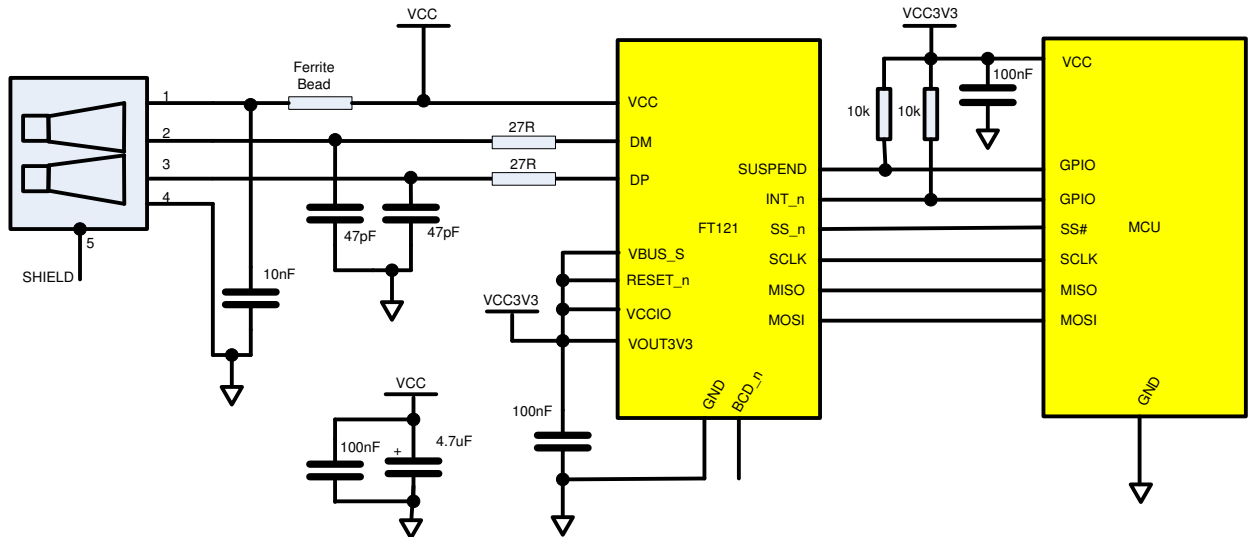 VCC
VCC3V3
Ferrite
Bead
1
VCC
VCC
100nF
10k
10k
27R
2
DM
27R
3
DP
SUSPEND
GPIO
4
INT_n
GPIO
47pF
47pF
FT121
SS_n
SS#
MCU
5
SHIELD
10nF
VBUS_S
SCLK
SCLK
RESET_n
MISO
MISO
VCC3V3
VCCIO
MOSI
MOSI
VOUT3V3
VCC
GND
BCD_n
GND
100nF
100nF
+
4.7uF